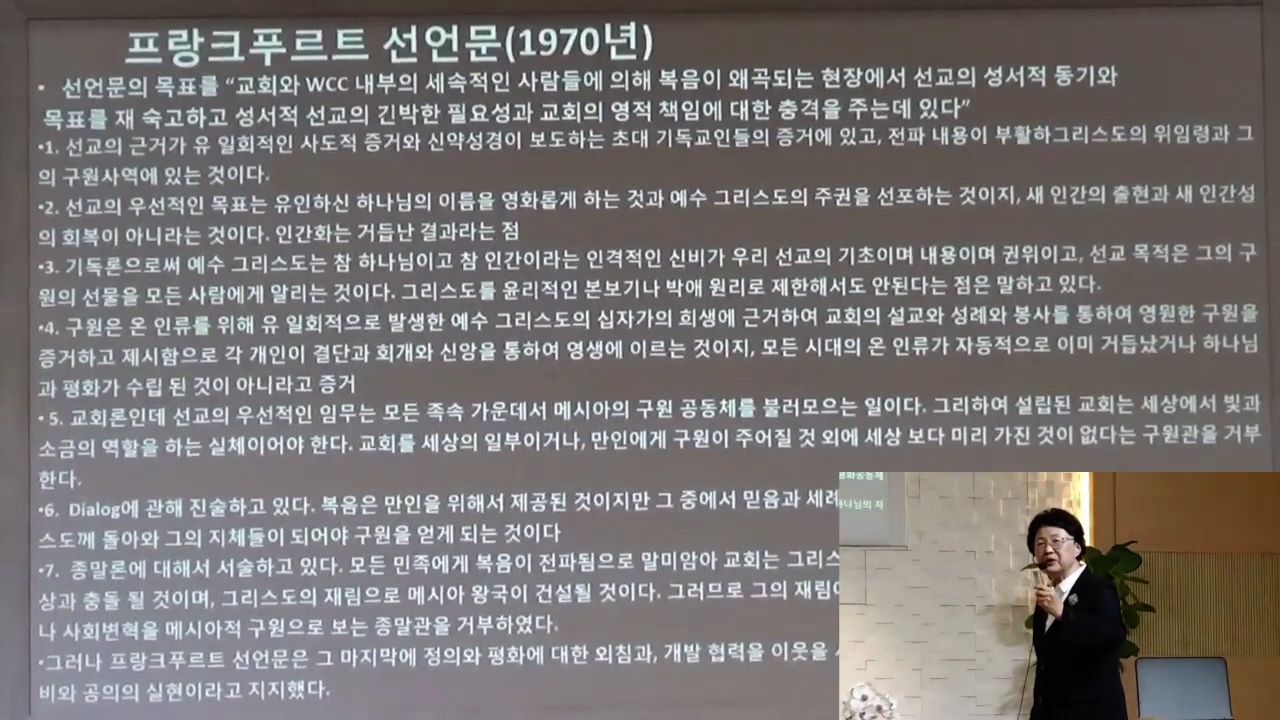 프랑크푸르트 선언문(1970년)
• 선언문의 목표를 “교회와 WCC 내부의 세속적인 사람들에 의해 복음이 왜곡되는 현장에서 선교의 성서적 동기와
목표를 재 숙고하고 성서적 선교의 긴박한 필요성과 교회의 영적 책임에 대한 충격을 주는데 있다”
•1. 선교의 근거가 유 일회적인 사도적 증거와 신약성경이 보도하는 초대 기독교인들의 증거에 있고, 전파 내용이 부활하그리스도의 위임령과 그
의 구원사역에 있는 것이다.
•2. 선교의 우선적인 목표는 유인하신 하나님의 이름을 영화롭게 하는 것과 예수 그리스도의 주권을 선포하는 것이지, 새 인간의 출현과 새 인간성
의 회복이 아니라는 것이다. 인간화는 거듭난 결과라는 점
•3. 기독론으로써 예수 그리스도는 참 하나님이고 참 인간이라는 인격적인 신비가 우리 선교의 기초이며 내용이며 권위이고, 선교 목적은 그의 구
원의 선물을 모든 사람에게 알리는 것이다. 그리스도를 윤리적인 본보기나 박애 원리로 제한해서도 안된다는 점은 말하고 있다.
•4. 구원은 온 인류를 위해 유 일회적으로 발생한 예수 그리스도의 십자가의 희생에 근거하여 교회의 설교와 성례와 봉사를 통하여 영원한 구원을
증거하고 제시함으로 각 개인이 결단과 회개와 신앙을 통하여 영생에 이르는 것이지, 모든 시대의 온 인류가 자동적으로 이미 거듭났거나 하나님
과 평화가 수립 된 것이 아니라고 증거
• 5. 교회론인데 선교의 우선적인 임무는 모든 족속 가운데서 메시아의 구원 공동체를 불러모으는 일이다. 그리하여 설립된 교회는 세상에서 빛과
소금의 역할을 하는 실체이어야 한다. 교회를 세상의 일부이거나, 만인에게 구원이 주어질 것 외에 세상 보다 미리 가진 것이 없다는 구원관을 거부
한다.
•6. Dialog에 관해 진술하고 있다. 복음은 만인을 위해서 제공된 것이지만 그 중에서 믿음과 세례
스도께 돌아와 그의 지체들이 되어야 구원을 얻게 되는 것이다
•7. 종말론에 대해서 서술하고 있다. 모든 민족에게 복음이 전파됨으로 말미암아 교회는 그리스
상과 충돌 될 것이며, 그리스도의 재림으로 메시아 왕국이 건설될 것이다. 그러므로 그의 재림
나 사회변혁을 메시아적 구원으로 보는 종말관을 거부하였다.
•그러나 프랑크푸르트 선언문은 그 마지막에 정의와 평화에 대한 외침과, 개발 협력을 이웃을
비와 공의의 실현이라고 지지했다.
평화공동체
하나님의 자